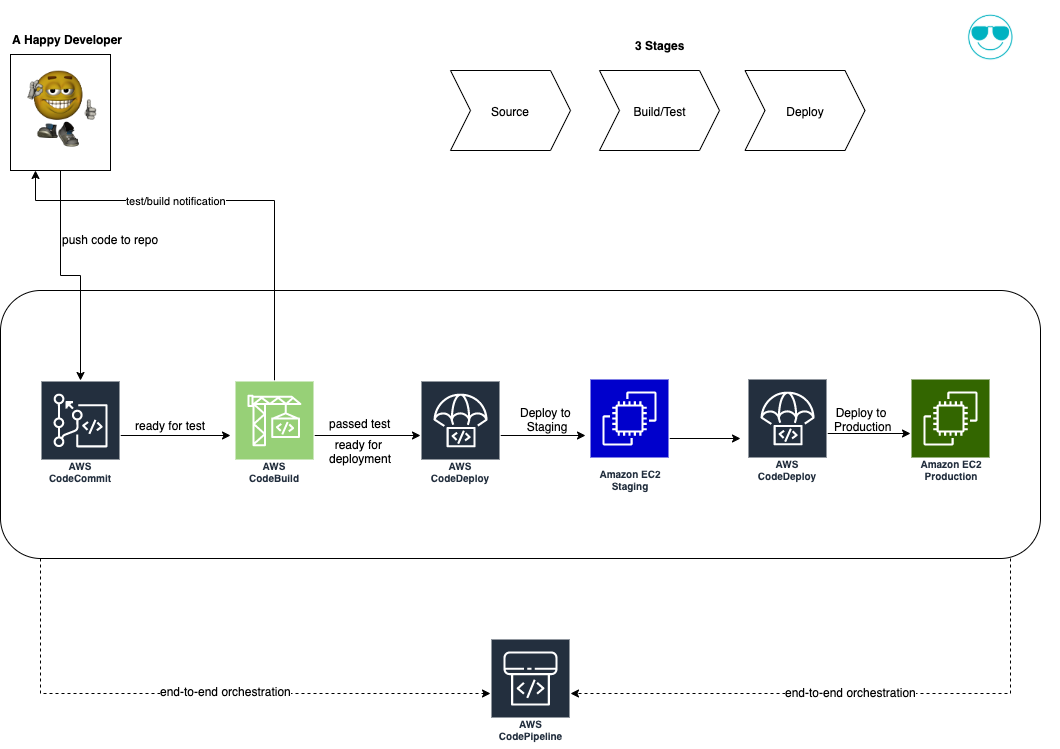 A Happy Developer
3 Stages
Source
Build/Test
Deploy
test/build notification
push code to repo
ready for test
passed test
ready for
deployment
Deploy to
Staging
Deploy to
Production
AWS
CodeCommit
AWS
CodeBuild
AWS
CodeDeploy
Amazon EC2
Staging
AWS
CodeDeploy
Amazon EC2
Production
end-to-end orchestration
end-to-end orchestration
AWS
CodePipeline